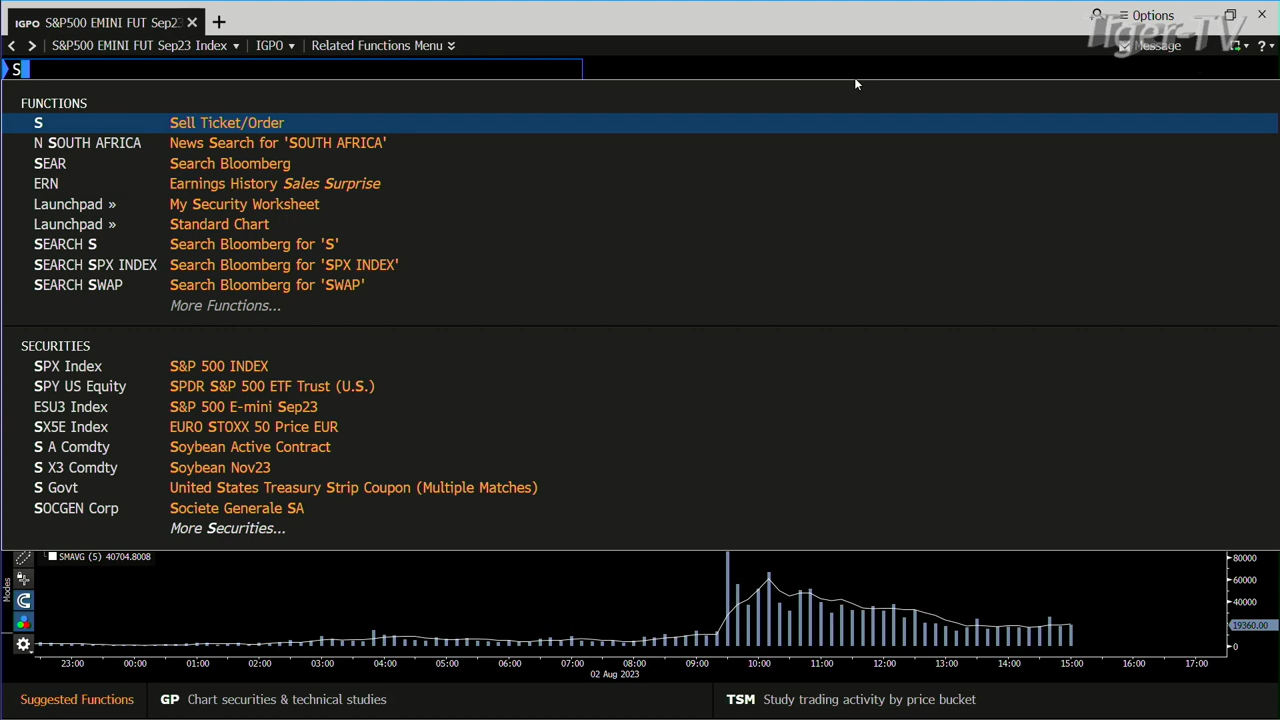 IGPO S&P500 EMINI FUT Sep23
Options
S&P500 EMINI FUT Sep23 Index IGPO Related Functions Menu
Message
Tiger-TV
S
FUNCTIONS
S Sell Ticket/Order
N SOUTH AFRICA News Search for 'SOUTH AFRICA'
SEAR Search Bloomberg
ERN Earnings History Sales Surprise
Launchpad » My Security Worksheet
Launchpad » Standard Chart
SEARCH S Search Bloomberg for 'S'
SEARCH SPX INDEX Search Bloomberg for 'SPX INDEX'
SEARCH SWAP Search Bloomberg for 'SWAP'
More Functions...
SECURITIES
SPX Index S&P 500 INDEX
SPY US Equity SPDR S&P 500 ETF Trust (U.S.)
ESU3 Index S&P 500 E-mini Sep23
SX5E Index EURO STOXX 50 Price EUR
S A Comdty Soybean Active Contract
S X3 Comdty Soybean Nov23
S Govt United States Treasury Strip Coupon (Multiple Matches)
SOCGEN Corp Societe Generale SA
More Securities...
SMAVG (5) 40704.8008
Modes
80000
60000
40000
19360.00
0
23:00 00:00 01:00 02:00 03:00 04:00 05:00 06:00 07:00 08:00 09:00 10:00 11:00 12:00 13:00 14:00 15:00 16:00 17:00
02 Aug 2023
Suggested Functions GP Chart securities & technical studies TSM Study trading activity by price bucket